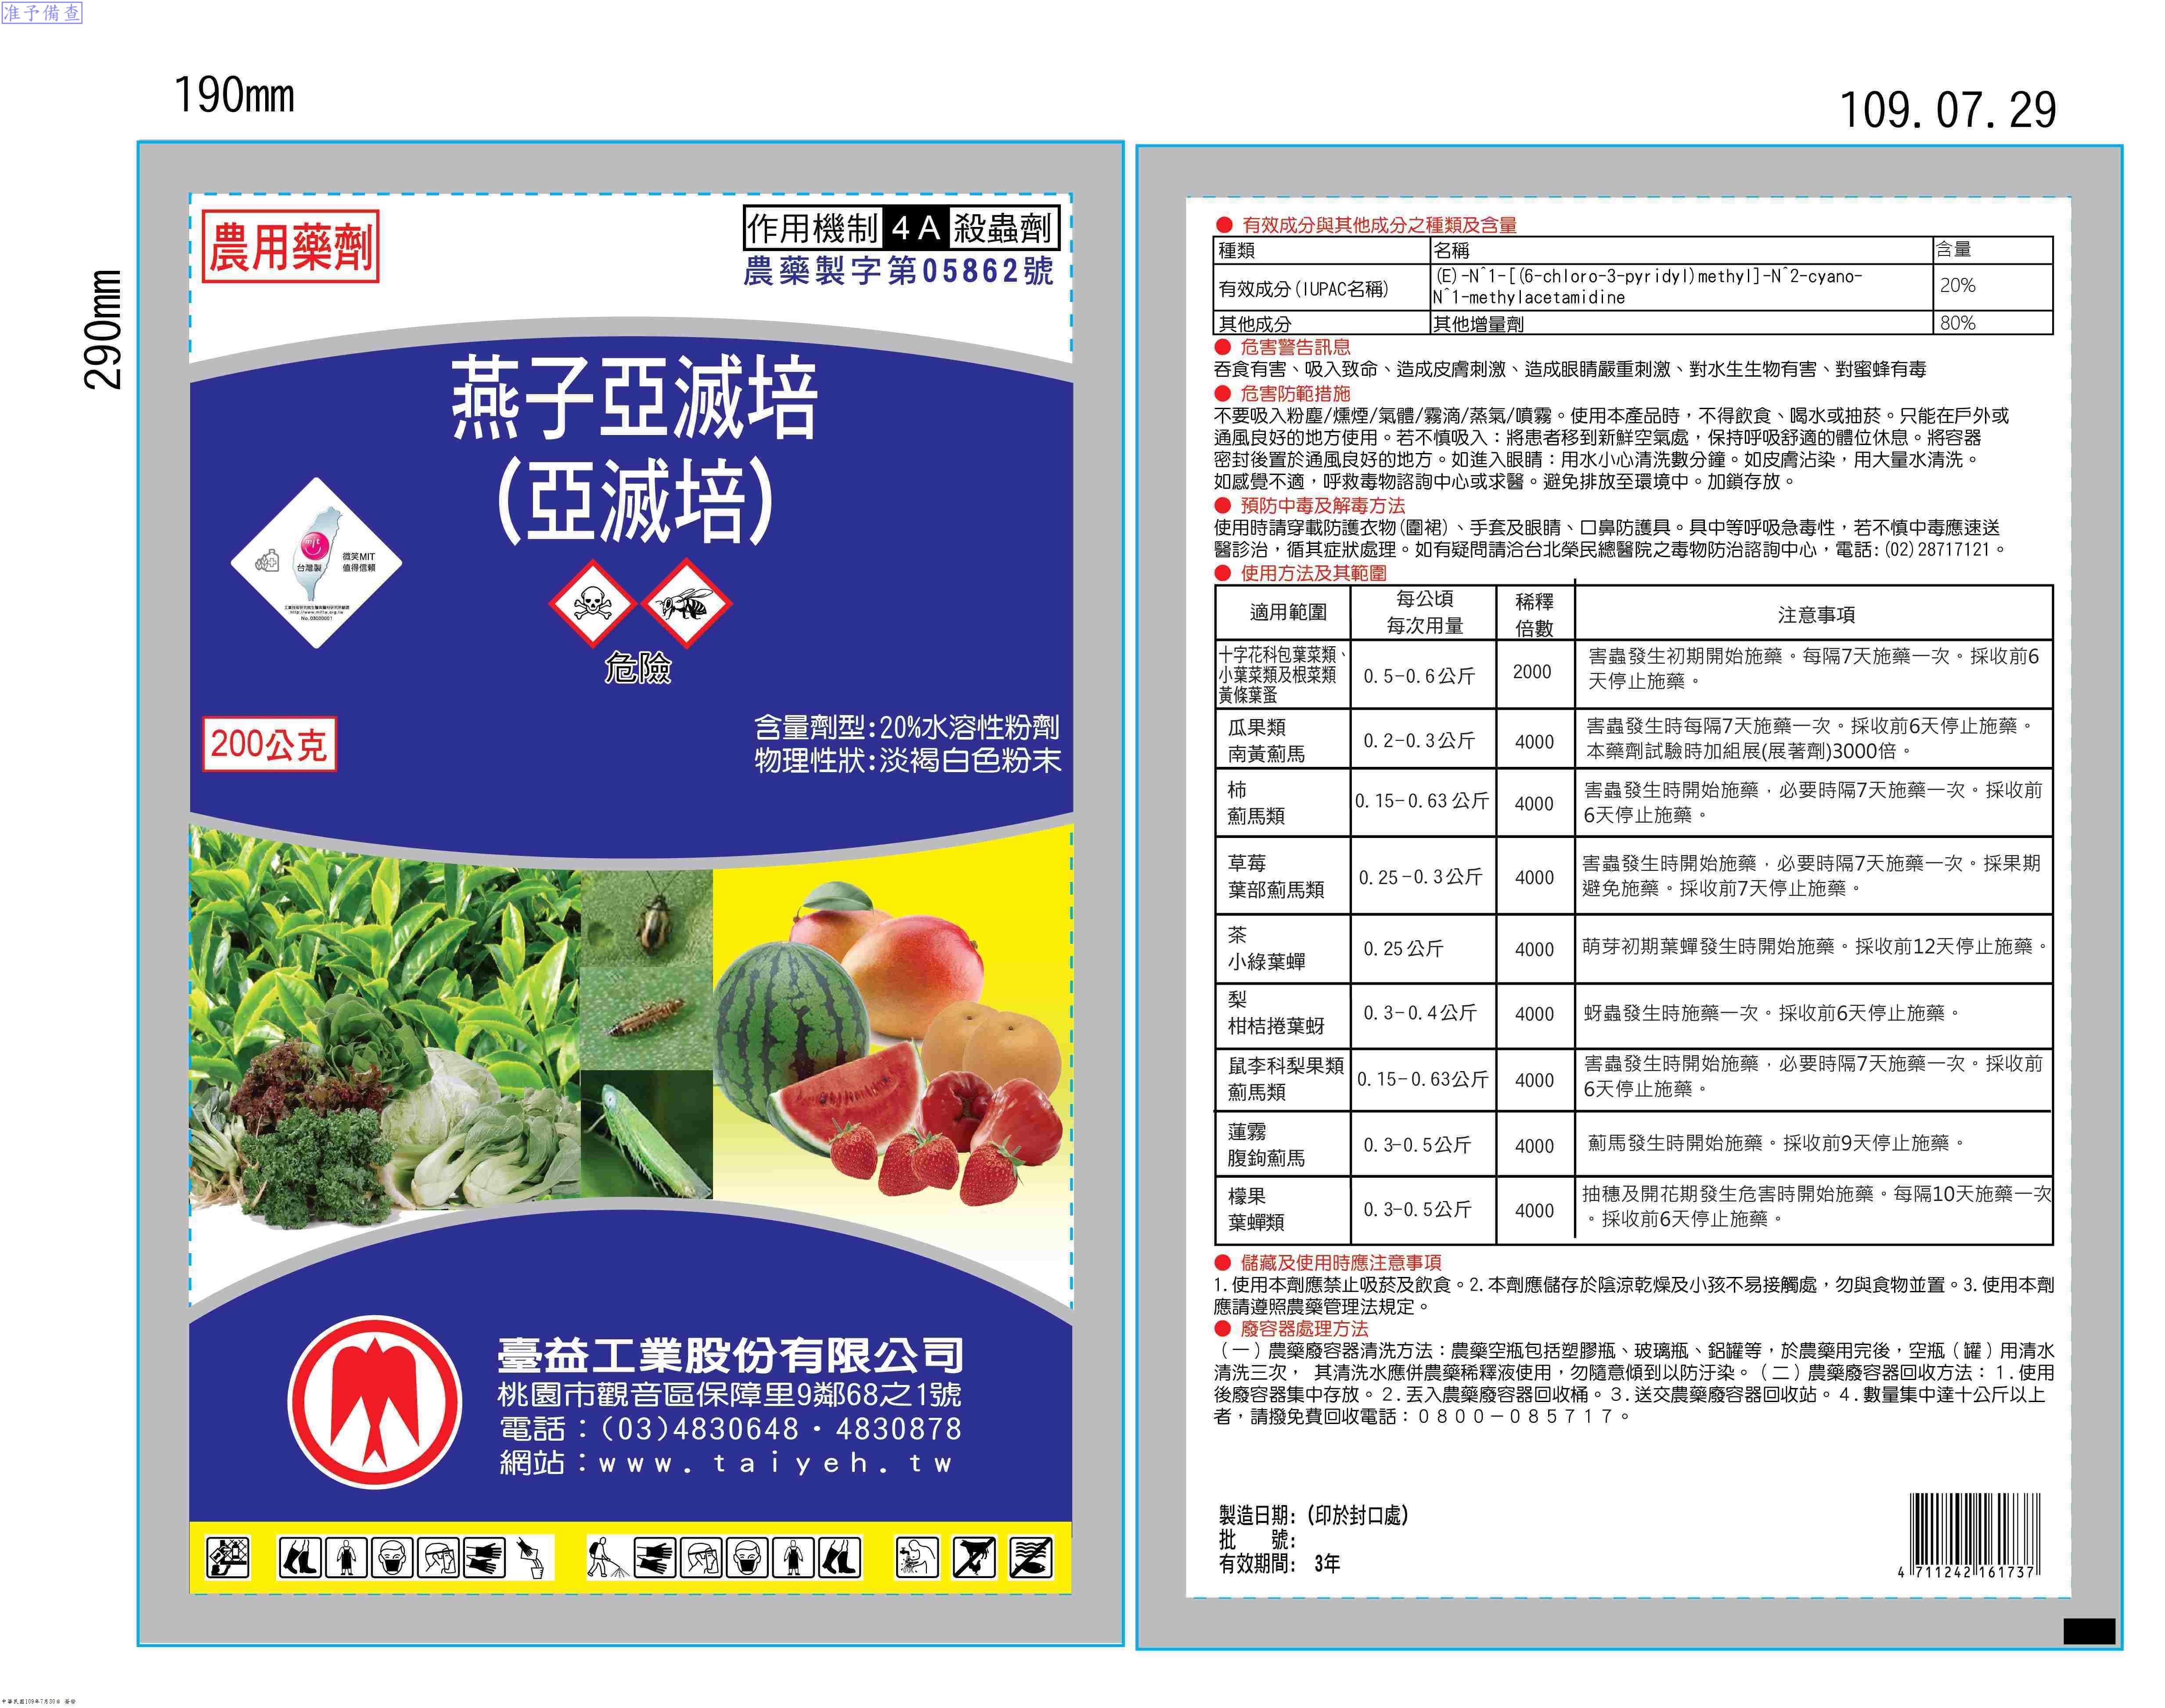 准予備查
190mm
109.07.29
290mm
農用藥劑
作用機制 4A 殺蟲劑
農藥製字第05862號
燕子亞滅培
(亞滅培)
mit
台灣製
微笑MIT
值得信賴
危險
200公克
含量劑型:20%水溶性粉劑
物理性狀:淡褐白色粉末
臺益工業股份有限公司
桃園市觀音區保障里9鄰68之1號
電話：(03)4830648・4830878
網站：www.taiyeh.tw
● 有效成分與其他成分之種類及含量
種類 名稱 含量
有效成分(IUPAC名稱) (E)-N^1-[(6-chloro-3-pyridyl)methyl]-N^2-cyano-
N^1-methylacetamidine 20%
其他成分 其他增量劑 80%
● 危害警告訊息
吞食有害、吸入致命、造成皮膚刺激、造成眼睛嚴重刺激、對水生生物有害、對蜜蜂有毒
● 危害防範措施
不要吸入粉塵/燻煙/氣體/霧滴/蒸氣/噴霧。使用本產品時，不得飲食、喝水或抽菸。只能在戶外或
通風良好的地方使用。若不慎吸入：將患者移到新鮮空氣處，保持呼吸舒適的體位休息。將容器
密封後置於通風良好的地方。如進入眼睛：用水小心清洗數分鐘。如皮膚沾染，用大量水清洗。
如感覺不適，呼救毒物諮詢中心或求醫。避免排放至環境中。加鎖存放。
● 預防中毒及解毒方法
使用時請穿載防護衣物(圍裙)、手套及眼睛、口鼻防護具。具中等呼吸急毒性，若不慎中毒應速送
醫診治，循其症狀處理。如有疑問請洽台北榮民總醫院之毒物防治諮詢中心，電話:(02)28717121。
● 使用方法及其範圍
適用範圍 每公頃
每次用量 稀釋
倍數 注意事項
十字花科包葉菜類、
小葉菜類及根菜類
黃條葉蚤 0.5-0.6公斤 2000 害蟲發生初期開始施藥。每隔7天施藥一次。採收前6
天停止施藥。
瓜果類
南黃薊馬 0.2-0.3公斤 4000 害蟲發生時每隔7天施藥一次。採收前6天停止施藥。
本藥劑試驗時加組展(展著劑)3000倍。
柿
薊馬類 0.15-0.63公斤 4000 害蟲發生時開始施藥，必要時隔7天施藥一次。採收前
6天停止施藥。
草莓
葉部薊馬類 0.25-0.3公斤 4000 害蟲發生時開始施藥，必要時隔7天施藥一次。採果期
避免施藥。採收前7天停止施藥。
茶
小綠葉蟬 0.25公斤 4000 萌芽初期葉蟬發生時開始施藥。採收前12天停止施藥。
梨
柑桔捲葉蚜 0.3-0.4公斤 4000 蚜蟲發生時施藥一次。採收前6天停止施藥。
鼠李科梨果類
薊馬類 0.15-0.63公斤 4000 害蟲發生時開始施藥，必要時隔7天施藥一次。採收前
6天停止施藥。
蓮霧
腹鉤薊馬 0.3-0.5公斤 4000 薊馬發生時開始施藥。採收前9天停止施藥。
檬果
葉蟬類 0.3-0.5公斤 4000 抽穗及開花期發生危害時開始施藥。每隔10天施藥一次
。採收前6天停止施藥。
● 儲藏及使用時應注意事項
1.使用本劑應禁止吸菸及飲食。2.本劑應儲存於陰涼乾燥及小孩不易接觸處，勿與食物並置。3.使用本劑
應請遵照農藥管理法規定。
● 廢容器處理方法
（一）農藥廢容器清洗方法：農藥空瓶包括塑膠瓶、玻璃瓶、鋁罐等，於農藥用完後，空瓶（罐）用清水
清洗三次， 其清洗水應併農藥稀釋液使用，勿隨意傾到以防汙染。（二）農藥廢容器回收方法：1.使用
後廢容器集中存放。2.丟入農藥廢容器回收桶。3.送交農藥廢容器回收站。4.數量集中達十公斤以上
者，請撥免費回收電話：０８００－０８５７１７。
製造日期:(印於封口處)
批　　號:
有效期間: 3年
4 711242 161737
中華民國109年7月30日